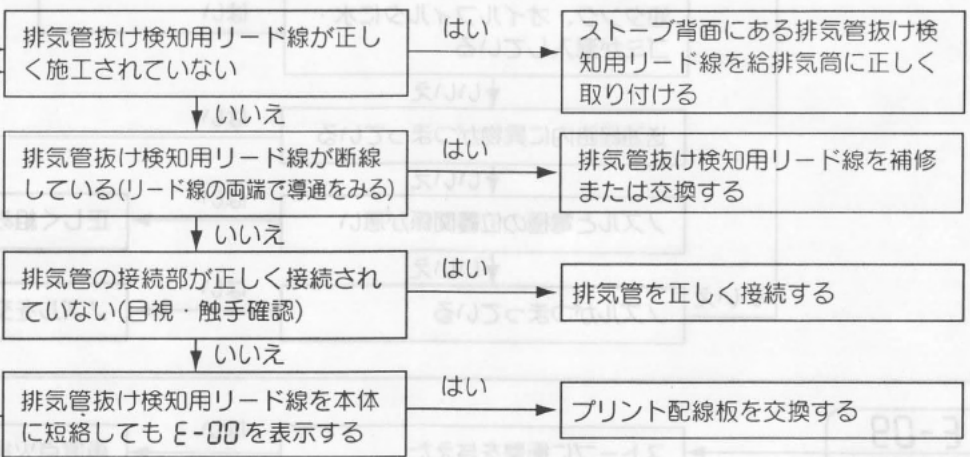 排気管抜け検知用リード線が正し
く施工されていない
はい
ストーブ背面にある排気管抜け検
知用リード線を給排気筒に正しく
取り付ける
いいえ
排気管抜け検知用リード線が断線
している(リード線の両端で導通をみる)
はい
排気管抜け検知用リード線を補修
または交換する
いいえ
排気管の接続部が正しく接続され
ていない(目視・触手確認)
はい
排気管を正しく接続する
いいえ
排気管抜け検知用リード線を本体
に短絡しても E-00 を表示する
はい
プリント配線板を交換する